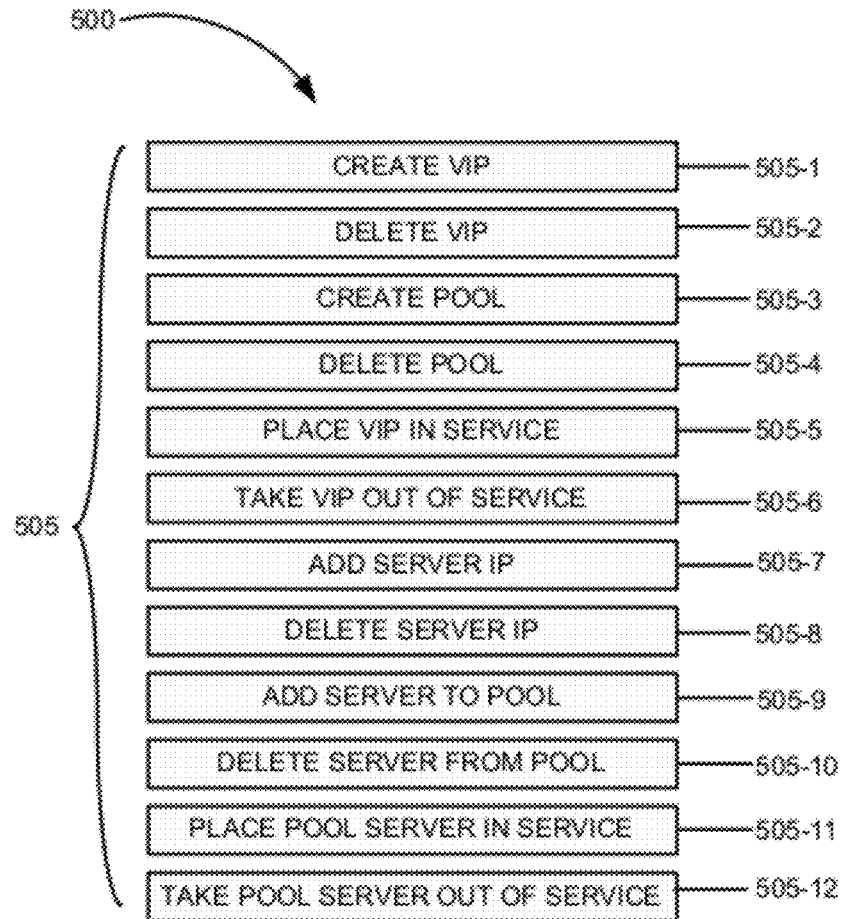 500
CREATE VIP 505-1
DELETE VIP 505-2
CREATE POOL 505-3
DELETE POOL 505-4
PLACE VIP IN SERVICE 505-5
TAKE VIP OUT OF SERVICE 505-6
505
ADD SERVER IP 505-7
DELETE SERVER IP 505-8
ADD SERVER TO POOL 505-9
DELETE SERVER FROM POOL 505-10
PLACE POOL SERVER IN SERVICE 505-11
TAKE POOL SERVER OUT OF SERVICE 505-12